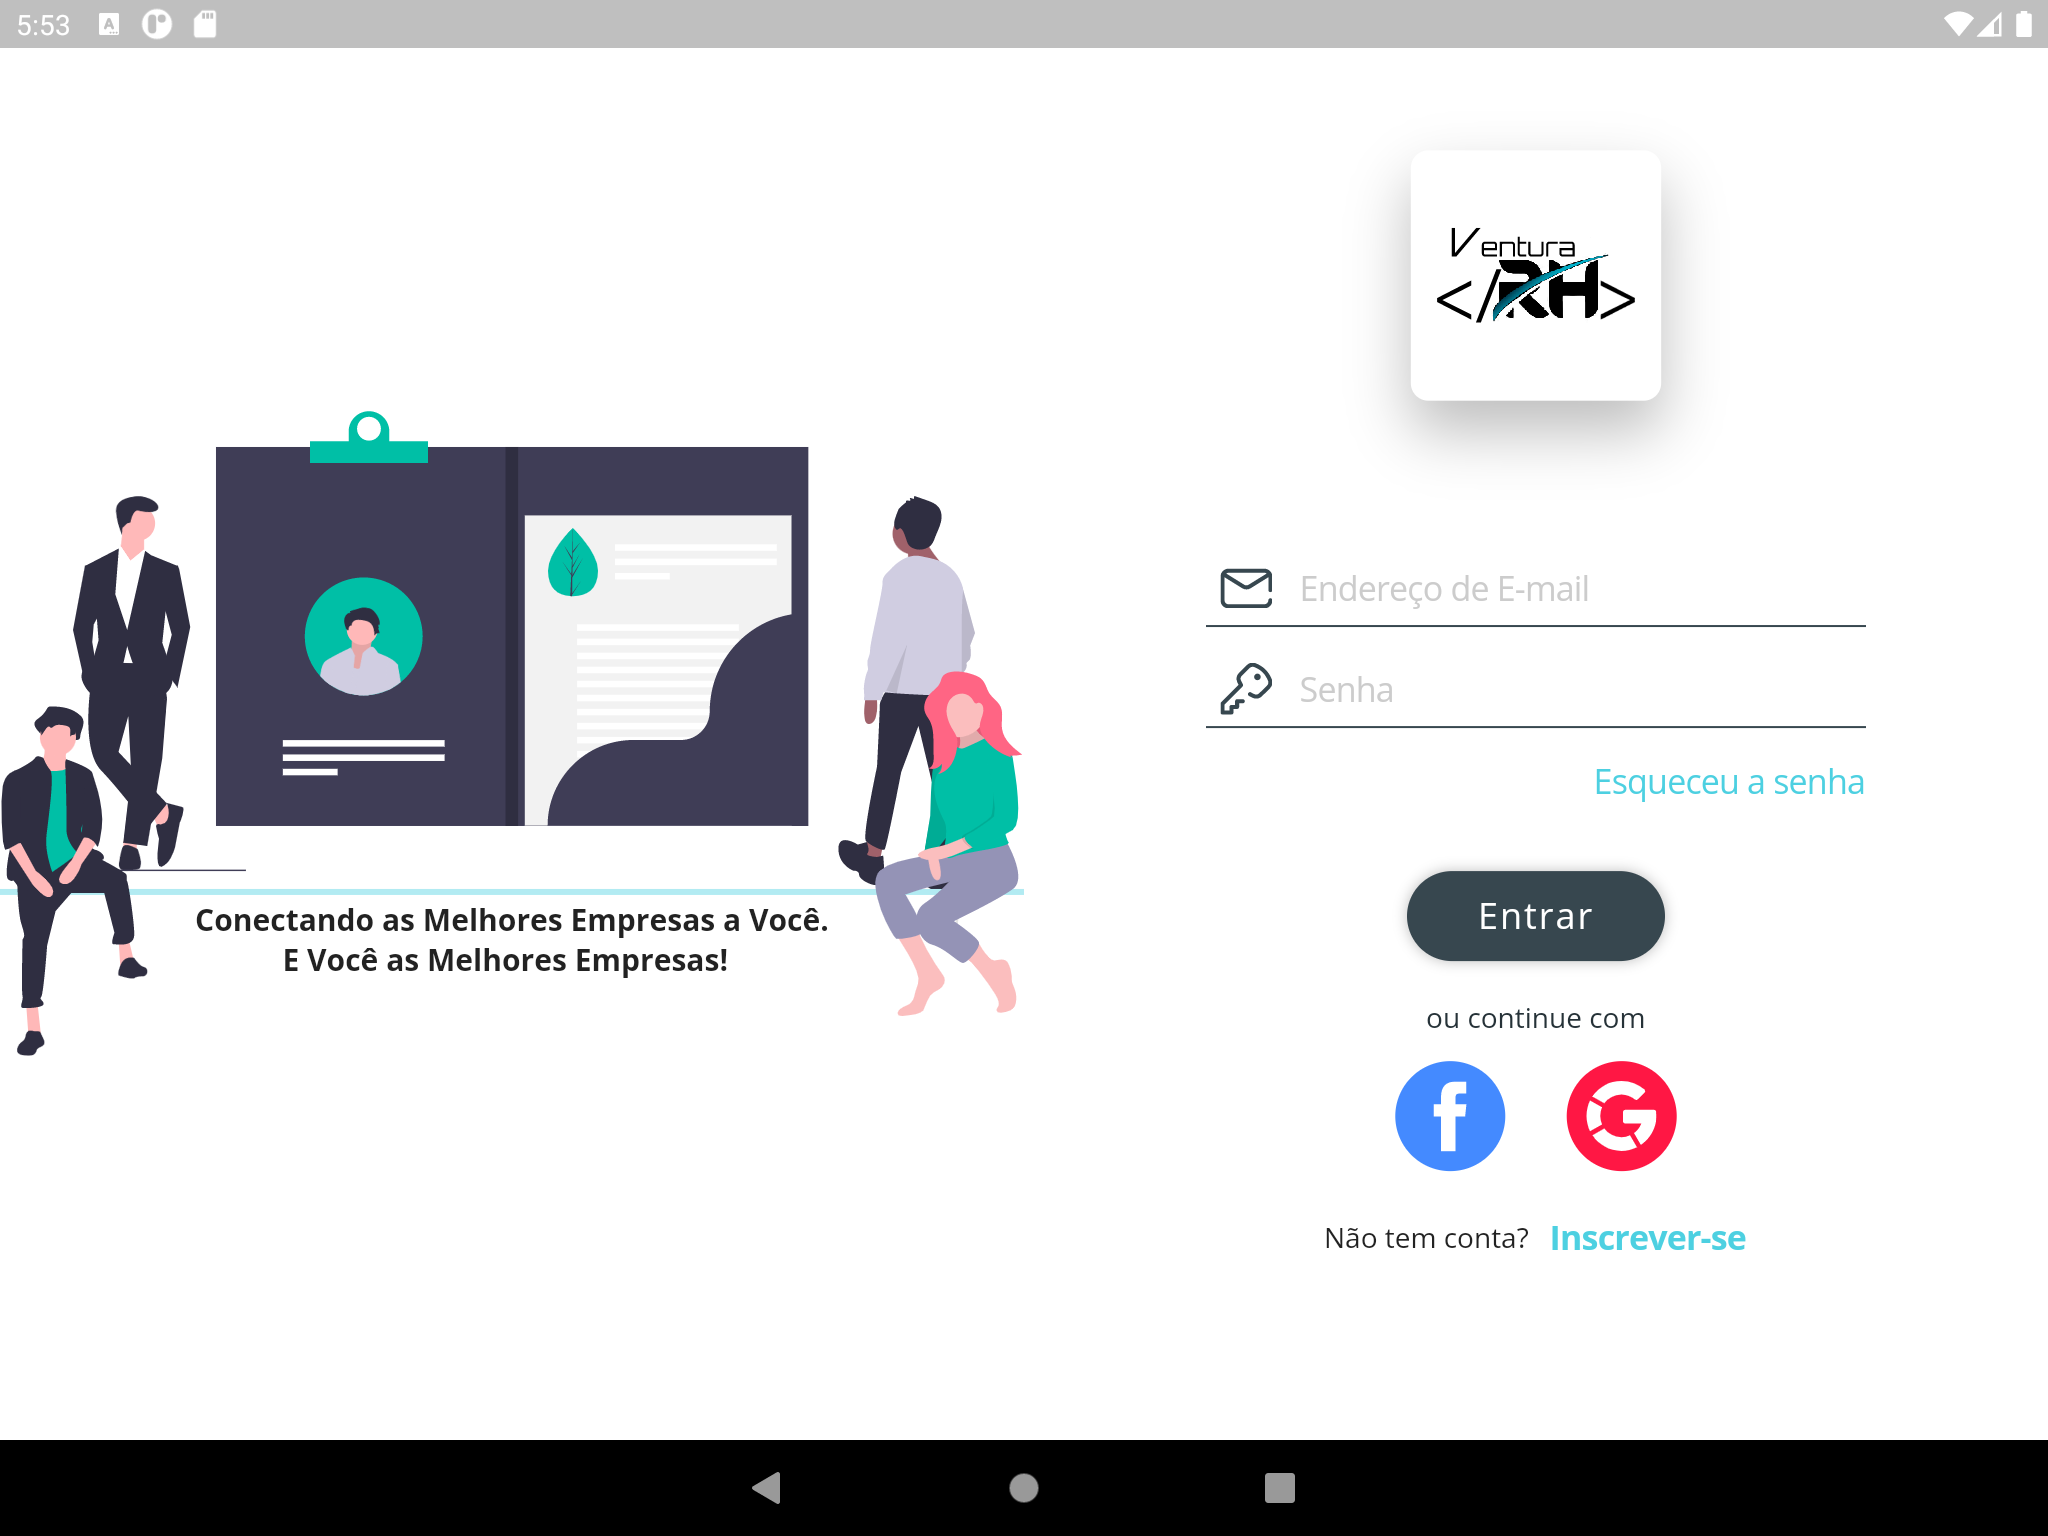 5:53
Ventura
</RH>
Endereço de E-mail
Senha
Esqueceu a senha
Entrar
ou continue com
Não tem conta? Inscrever-se
Conectando as Melhores Empresas a Você.
E Você as Melhores Empresas!